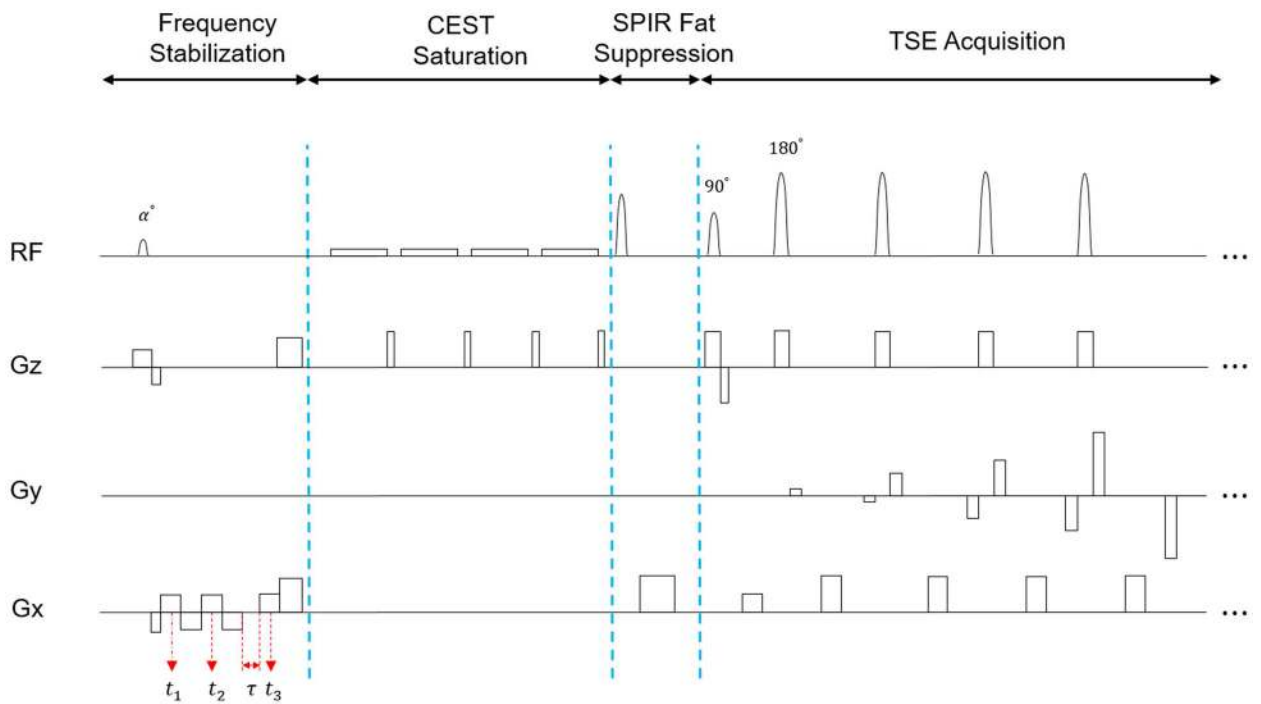 Frequency
Stabilization
CEST
Saturation
SPIR Fat
Suppression
TSE Acquisition
α°
90°
180°
RF
...
Gz
...
Gy
...
Gx
...
t₁ t₂ τ t₃